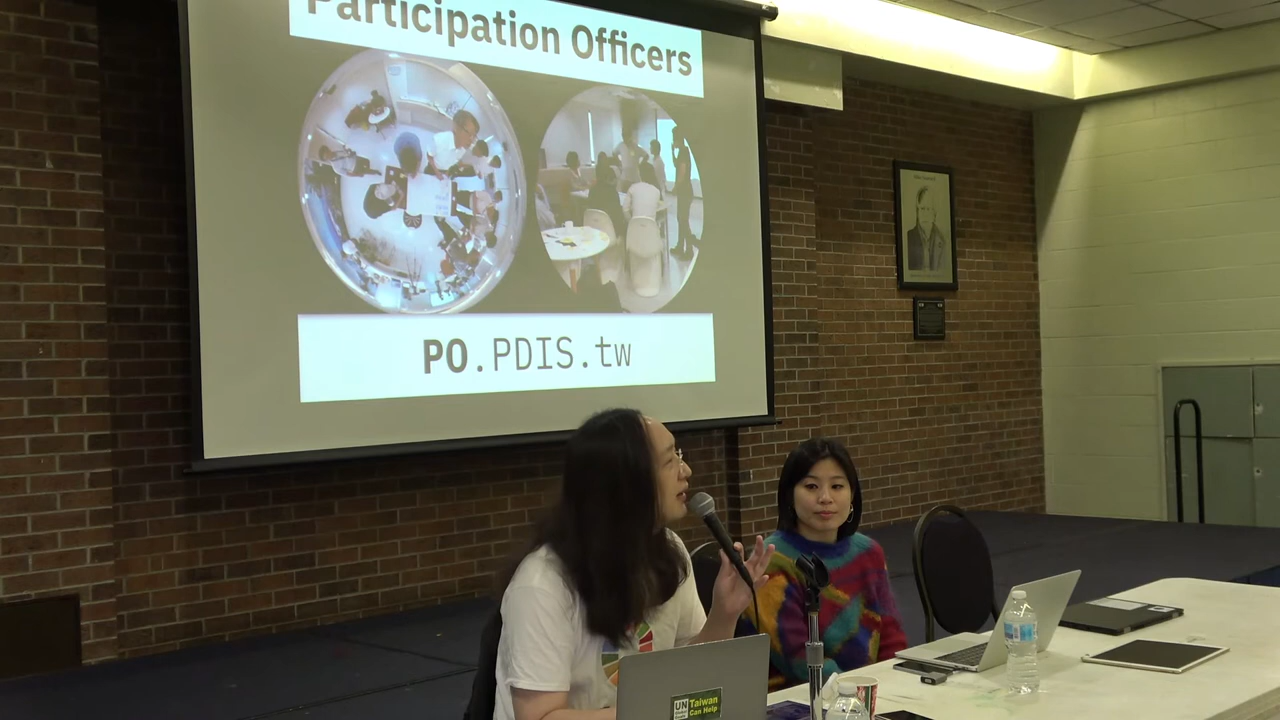 Participation Officers
PO.PDIS.tw
UN
Taiwan
Can Help